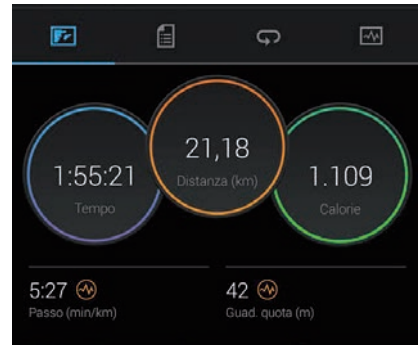 21,18
Distanza (km)
1:55:21
Tempo
1.109
Calorie
5:27
Passo (min/km)
42
Guad. quota (m)